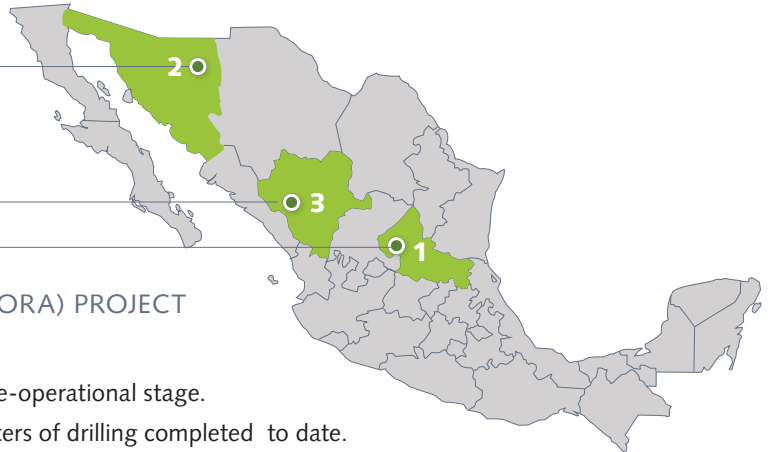 2
3
1
ORA) PROJECT
e-operational stage.
ters of drilling completed to date.